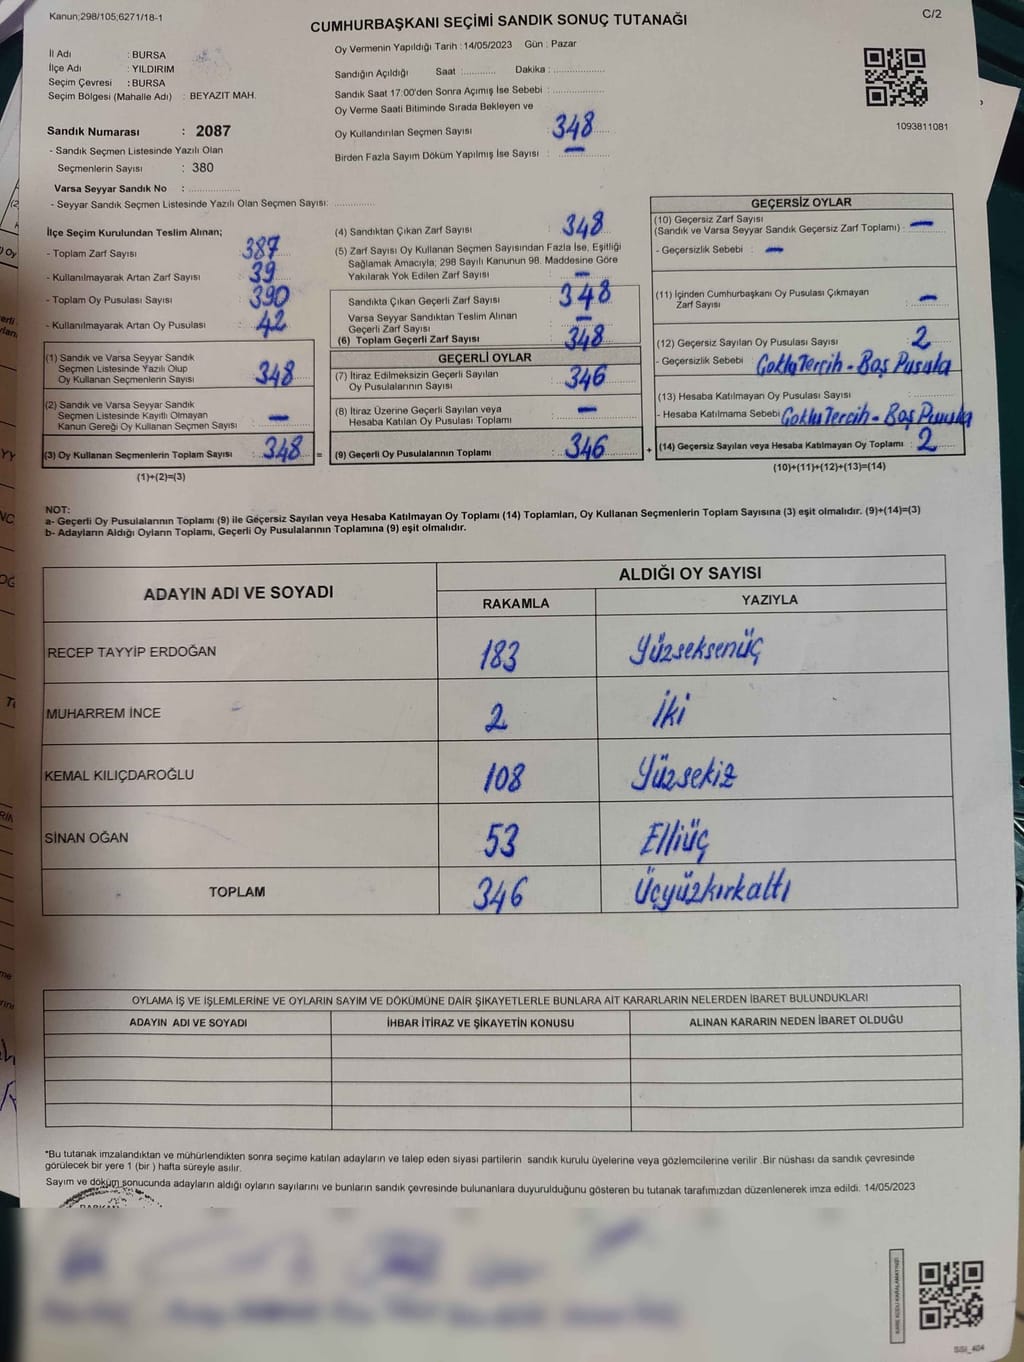 Kanun;298/105;6271/18-1
C/2
CUMHURBAŞKANI SEÇİMİ SANDIK SONUÇ TUTANAĞI
İl Adı : BURSA
İlçe Adı : YILDIRIM
Seçim Çevresi : BURSA
Seçim Bölgesi (Mahalle Adı) : BEYAZIT MAH.
Sandık Numarası : 2087
- Sandık Seçmen Listesinde Yazılı Olan
Seçmenlerin Sayısı : 380
Varsa Seyyar Sandık No : ..................
- Seyyar Sandık Seçmen Listesinde Yazılı Olan Seçmen Sayısı: ..............
Oy Vermenin Yapıldığı Tarih : 14/05/2023 Gün : Pazar
Sandığın Açıldığı Saat : ............ Dakika : ..................
Sandık Saat 17:00'den Sonra Açımış İse Sebebi : ..................
Oy Verme Saati Bitiminde Sırada Bekleyen ve
Oy Kullandırılan Seçmen Sayısı : 348
Birden Fazla Sayım Döküm Yapılmış İse Sayısı : —
1093811081
İlçe Seçim Kurulundan Teslim Alınan;
- Toplam Zarf Sayısı : 387
- Kullanılmayarak Artan Zarf Sayısı : 39
- Toplam Oy Pusulası Sayısı : 390
- Kullanılmayarak Artan Oy Pusulası : 42
(1) Sandık ve Varsa Seyyar Sandık
Seçmen Listesinde Yazılı Olup
Oy Kullanan Seçmenlerin Sayısı : 348
(2) Sandık ve Varsa Seyyar Sandık
Seçmen Listesinde Kayıtlı Olmayan
Kanun Gereği Oy Kullanan Seçmen Sayısı : —
(3) Oy Kullanan Seçmenlerin Toplam Sayısı : 348 =
(1)+(2)=(3)
(4) Sandıktan Çıkan Zarf Sayısı : 348
(5) Zarf Sayısı Oy Kullanan Seçmen Sayısından Fazla İse, Eşitliği
Sağlamak Amacıyla; 298 Sayılı Kanunun 98. Maddesine Göre
Yakılarak Yok Edilen Zarf Sayısı : —
Sandıkta Çıkan Geçerli Zarf Sayısı : 348
Varsa Seyyar Sandıktan Teslim Alınan
Geçerli Zarf Sayısı : —
(6) Toplam Geçerli Zarf Sayısı : 348
GEÇERLİ OYLAR
(7) İtiraz Edilmeksizin Geçerli Sayılan
Oy Pusulalarının Sayısı : 346
(8) İtiraz Üzerine Geçerli Sayılan veya
Hesaba Katılan Oy Pusulası Toplamı : —
(9) Geçerli Oy Pusulalarının Toplamı : 346 +
GEÇERSİZ OYLAR
(10) Geçersiz Zarf Sayısı
(Sandık ve Varsa Seyyar Sandık Geçersiz Zarf Toplamı) : —
- Geçersizlik Sebebi : —
(11) İçinden Cumhurbaşkanı Oy Pusulası Çıkmayan
Zarf Sayısı : —
(12) Geçersiz Sayılan Oy Pusulası Sayısı : 2
- Geçersizlik Sebebi : Çoklu Tercih - Boş Pusula
(13) Hesaba Katılmayan Oy Pusulası Sayısı : ..............
- Hesaba Katılmama Sebebi : Çoklu Tercih - Boş Pusula
(14) Geçersiz Sayılan veya Hesaba Katılmayan Oy Toplamı : 2
(10)+(11)+(12)+(13)=(14)
NOT:
a- Geçerli Oy Pusulalarının Toplamı (9) ile Geçersiz Sayılan veya Hesaba Katılmayan Oy Toplamı (14) Toplamları, Oy Kullanan Seçmenlerin Toplam Sayısına (3) eşit olmalıdır. (9)+(14)=(3)
b- Adayların Aldığı Oyların Toplamı, Geçerli Oy Pusulalarının Toplamına (9) eşit olmalıdır.
ADAYIN ADI VE SOYADI ALDIĞI OY SAYISI
RAKAMLA YAZIYLA
RECEP TAYYİP ERDOĞAN 183 Yüzseksenüç
MUHARREM İNCE 2 İki
KEMAL KILIÇDAROĞLU 108 Yüzsekiz
SİNAN OĞAN 53 Elliüç
TOPLAM 346 Üçyüzkırkaltı
OYLAMA İŞ VE İŞLEMLERİNE VE OYLARIN SAYIM VE DÖKÜMÜNE DAİR ŞİKAYETLERLE BUNLARA AİT KARARLARIN NELERDEN İBARET BULUNDUKLARI
ADAYIN ADI VE SOYADI İHBAR İTİRAZ VE ŞİKAYETİN KONUSU ALINAN KARARIN NEDEN İBARET OLDUĞU
*Bu tutanak imzalandıktan ve mühürlendikten sonra seçime katılan adayların ve talep eden siyasi partilerin sandık kurulu üyelerine veya gözlemcilerine verilir .Bir nüshası da sandık çevresinde
görülecek bir yere 1 (bir ) hafta süreyle asılır.
Sayım ve döküm sonucunda adayların aldığı oyların sayılarını ve bunların sandık çevresinde bulunanlara duyurulduğunu gösteren bu tutanak tarafımızdan düzenlenerek imza edildi. 14/05/2023
SSI_404